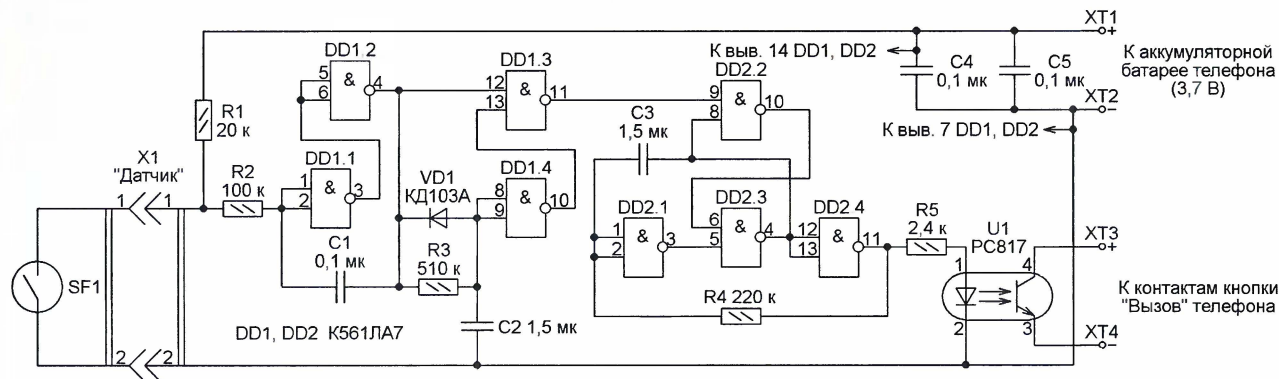 DD1.2
5
6
&
4
DD1.3
12
13
&
11
К выв. 14 DD1, DD2
DD2.2
9
8
&
10
C4
0,1 мк
C5
0,1 мк
XT1
+
К аккумуляторной
батарее телефона
(3,7 В)
XT2
–
К выв. 7 DD1, DD2
R1
20 к
C3
1,5 мк
X1
"Датчик"
1
1
R2
100 к
DD1.1
1
2
&
3
VD1
КД103А
DD1.4
8
9
&
10
DD2.1
1
2
&
3
DD2.3
6
5
&
4
DD2.4
12
13
&
11
R5
2,4 к
U1
PC817
1
4
2
3
XT3
+
C1
0,1 мк
R3
510 к
SF1
R4 220 к
К контактам кнопки
"Вызов" телефона
DD1, DD2 К561ЛА7
C2 1,5 мк
XT4
–
2
2